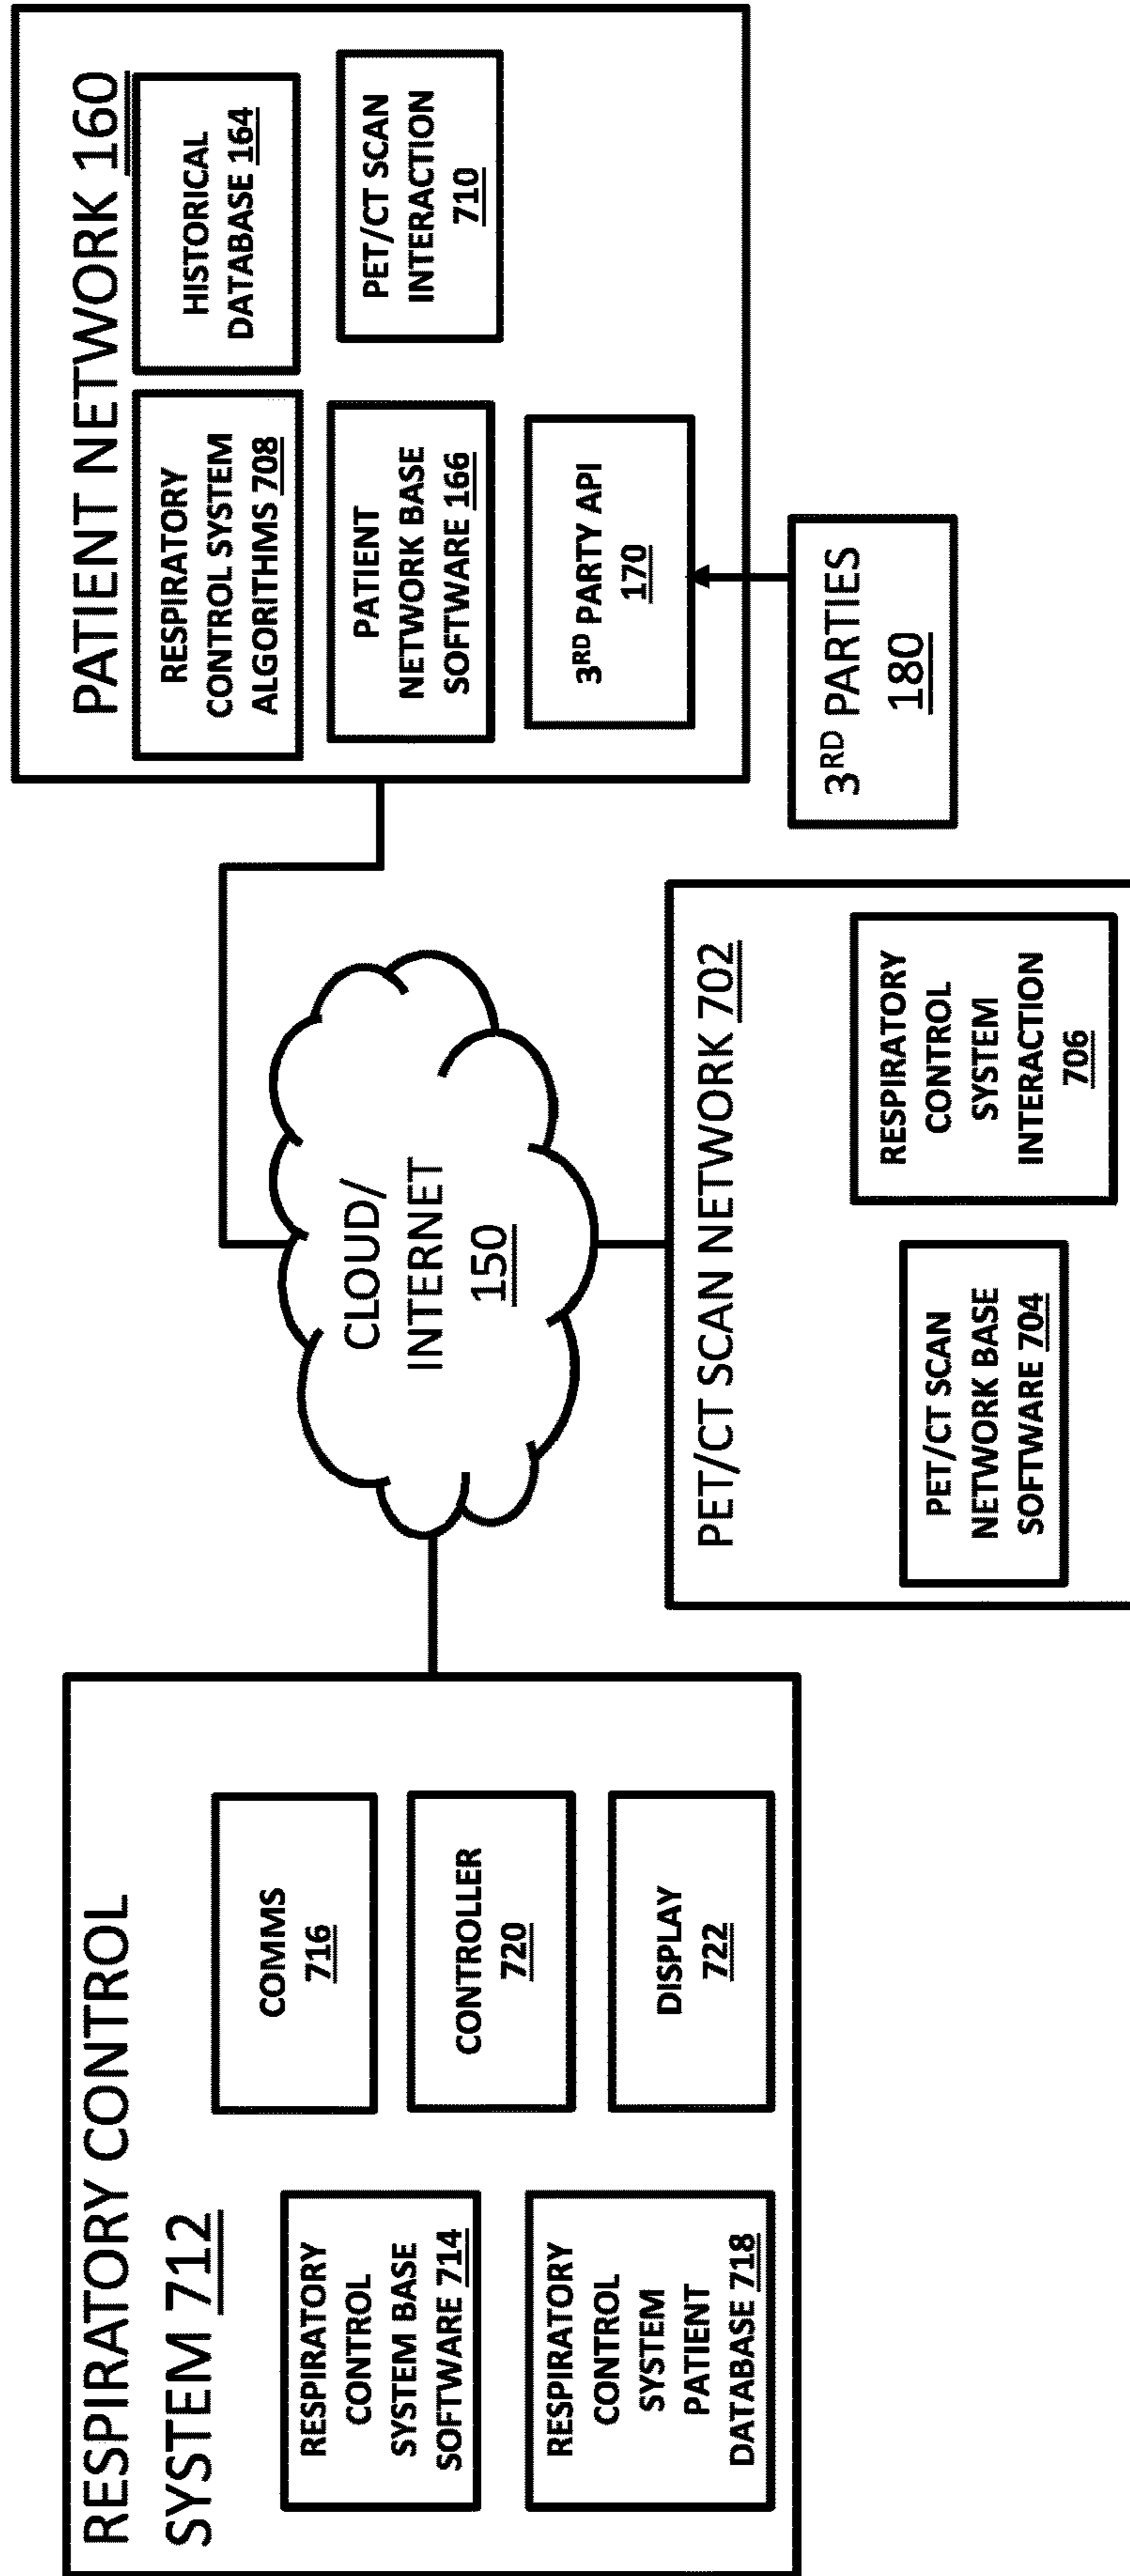 RESPIRATORY CONTROL
SYSTEM 712
RESPIRATORY
CONTROL
SYSTEM BASE
SOFTWARE 714
COMMS
716
RESPIRATORY
CONTROL
SYSTEM
PATIENT
DATABASE 718
CONTROLLER
720
DISPLAY
722
CLOUD/
INTERNET
150
PET/CT SCAN NETWORK 702
PET/CT SCAN
NETWORK BASE
SOFTWARE 704
RESPIRATORY
CONTROL
SYSTEM
INTERACTION
706
PATIENT NETWORK 160
RESPIRATORY
CONTROL SYSTEM
ALGORITHMS 708
HISTORICAL
DATABASE 164
PATIENT
NETWORK BASE
SOFTWARE 166
PET/CT SCAN
INTERACTION
710
3RD PARTY API
170
3RD PARTIES
180